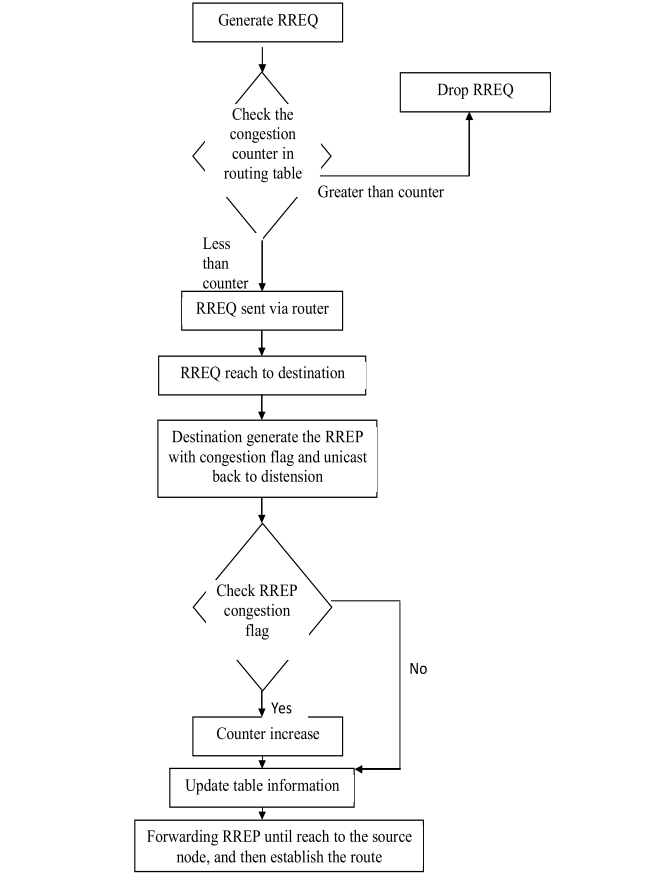 Generate RREQ
Drop RREQ
Check the
congestion
counter in
routing table
Greater than counter
Less
than
counter
RREQ sent via router
RREQ reach to destination
Destination generate the RREP
with congestion flag and unicast
back to distension
Check RREP
congestion
flag
No
Yes
Counter increase
Update table information
Forwarding RREP until reach to the source
node, and then establish the route